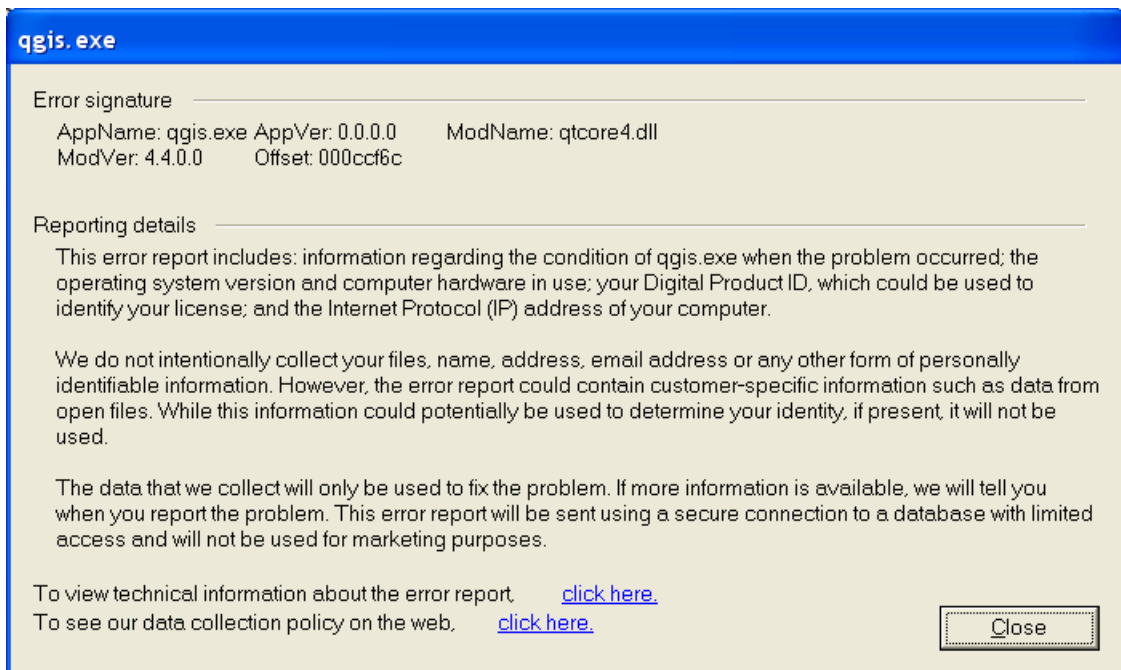 qgis.exe
Error signature
AppName: qgis.exe AppVer: 0.0.0.0 ModName: qtcore4.dll
ModVer: 4.4.0.0 Offset: 000ccf6c
Reporting details
This error report includes: information regarding the condition of qgis.exe when the problem occurred; the
operating system version and computer hardware in use; your Digital Product ID, which could be used to
identify your license; and the Internet Protocol (IP) address of your computer.
We do not intentionally collect your files, name, address, email address or any other form of personally
identifiable information. However, the error report could contain customer-specific information such as data from
open files. While this information could potentially be used to determine your identity, if present, it will not be
used.
The data that we collect will only be used to fix the problem. If more information is available, we will tell you
when you report the problem. This error report will be sent using a secure connection to a database with limited
access and will not be used for marketing purposes.
To view technical information about the error report, click here.
To see our data collection policy on the web, click here.
Close